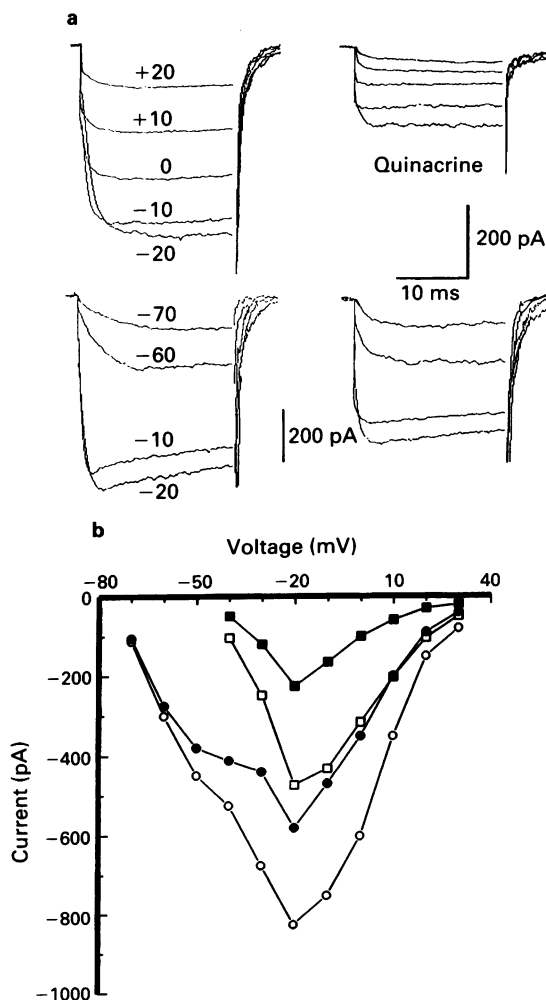 a
+20
+10
0
−10
−20
Quinacrine
200 pA
10 ms
−70
−60
−10
−20
200 pA
b
Voltage (mV)
−80 −50 −20 10 40
0
−200
−400
−600
−800
−1000
Current (pA)